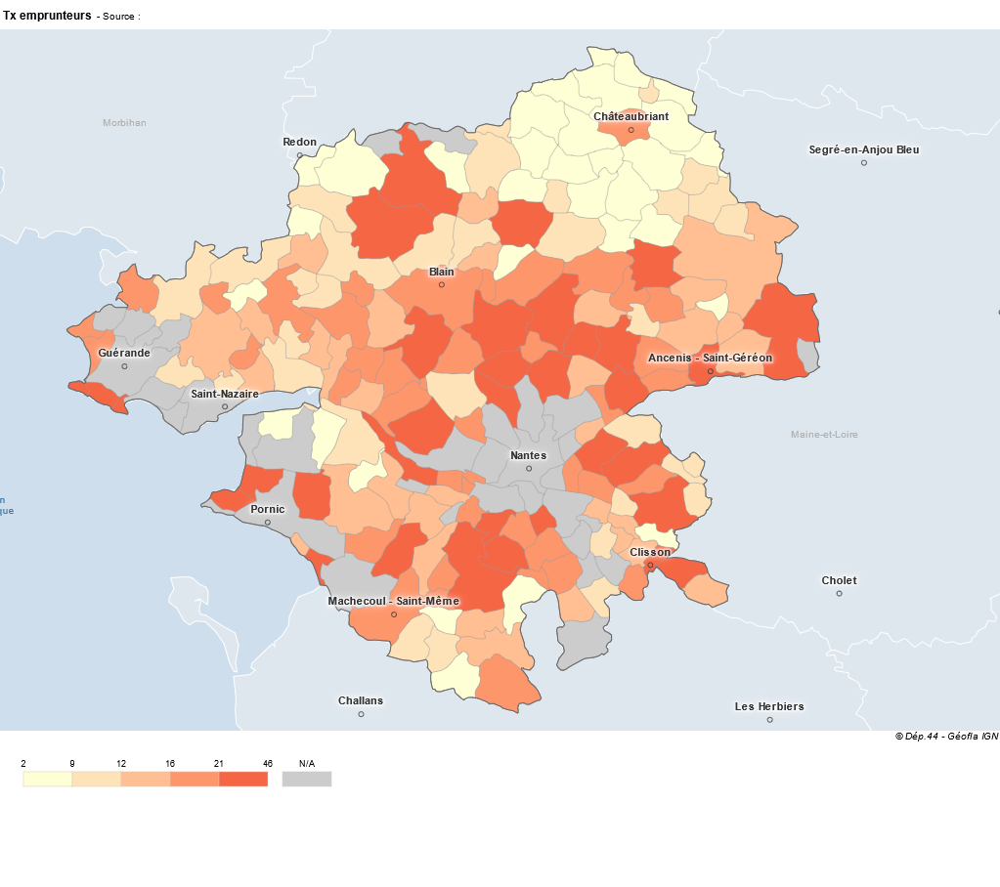 Tx emprunteurs - Source :
Morbihan
Châteaubriant
Redon
Segré-en-Anjou Bleu
Blain
Guérande
Ancenis - Saint-Géréon
Saint-Nazaire
Maine-et-Loire
Nantes
n
que
Pornic
Clisson
Cholet
Machecoul - Saint-Même
Challans
Les Herbiers
© Dép.44 - Géofla IGN
2 9 12 16 21 46 N/A